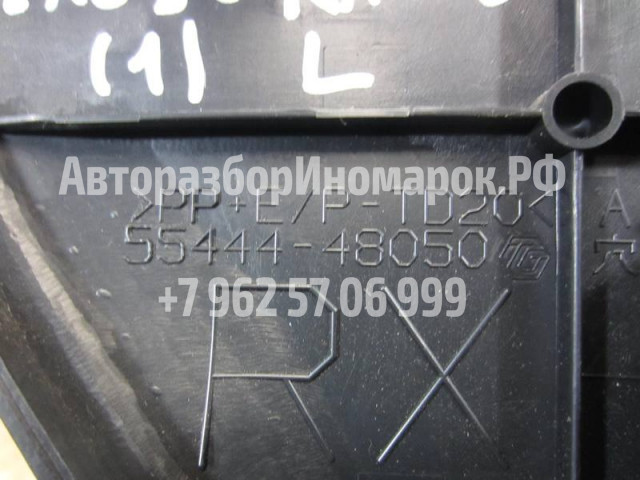 (1) L
АвторазборИномарок.РФ
>PP+E/P-TD20<
55444-48050
+7 962 57 06 999
RX